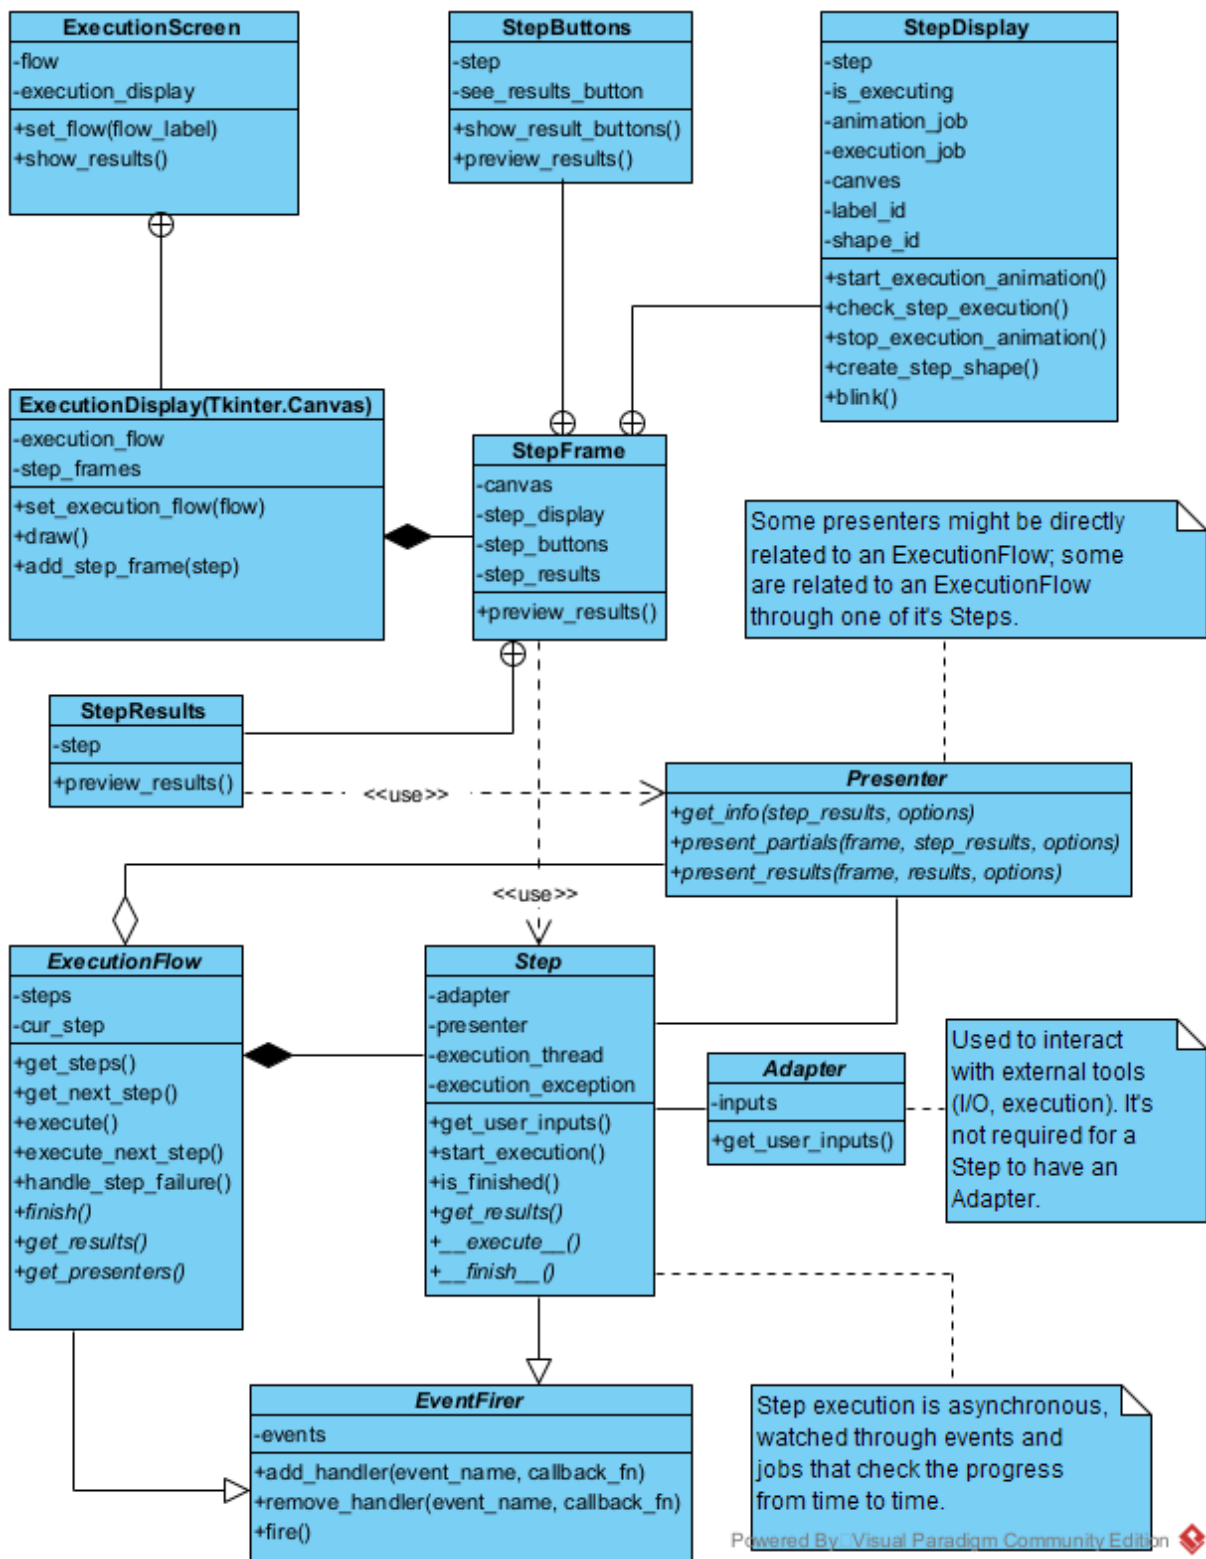 ExecutionScreen
-flow
-execution_display
+set_flow(flow_label)
+show_results()
StepButtons
-step
-see_results_button
+show_result_buttons()
+preview_results()
StepDisplay
-step
-is_executing
-animation_job
-execution_job
-canves
-label_id
-shape_id
+start_execution_animation()
+check_step_execution()
+stop_execution_animation()
+create_step_shape()
+blink()
ExecutionDisplay(Tkinter.Canvas)
-execution_flow
-step_frames
+set_execution_flow(flow)
+draw()
+add_step_frame(step)
StepFrame
-canvas
-step_display
-step_buttons
-step_results
+preview_results()
Some presenters might be directly
related to an ExecutionFlow; some
are related to an ExecutionFlow
through one of it's Steps.
StepResults
-step
+preview_results()
<<use>>
Presenter
+get_info(step_results, options)
+present_partials(frame, step_results, options)
+present_results(frame, results, options)
<<use>>
ExecutionFlow
-steps
-cur_step
+get_steps()
+get_next_step()
+execute()
+execute_next_step()
+handle_step_failure()
+finish()
+get_results()
+get_presenters()
Step
-adapter
-presenter
-execution_thread
-execution_exception
+get_user_inputs()
+start_execution()
+is_finished()
+get_results()
+__execute__()
+__finish__()
Adapter
-inputs
+get_user_inputs()
Used to interact
with external tools
(I/O, execution). It's
not required for a
Step to have an
Adapter.
EventFirer
-events
+add_handler(event_name, callback_fn)
+remove_handler(event_name, callback_fn)
+fire()
Step execution is asynchronous,
watched through events and
jobs that check the progress
from time to time.
Powered By Visual Paradigm Community Edition